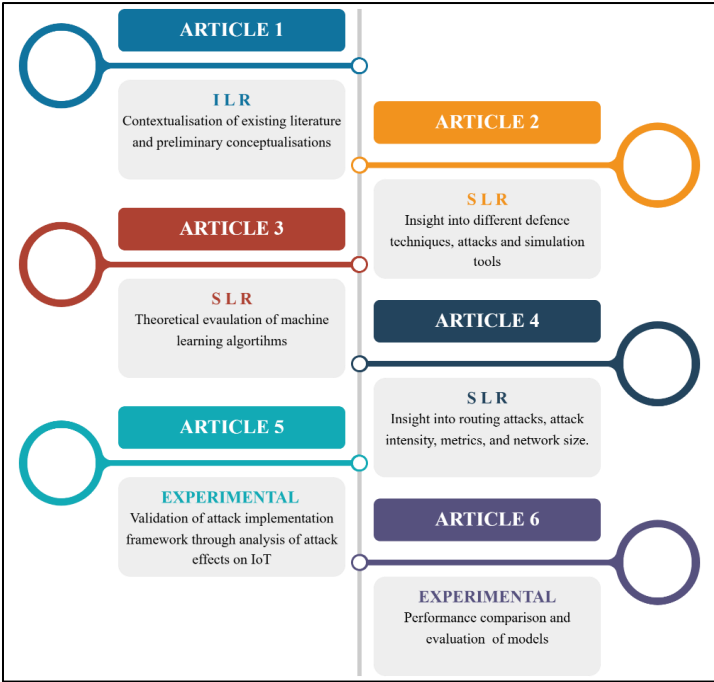 ARTICLE 1
I L R
Contextualisation of existing literature
and preliminary conceptualisations
ARTICLE 2
S L R
Insight into different defence
techniques, attacks and simulation
tools
ARTICLE 3
S L R
Theoretical evaulation of machine
learning algortihms
ARTICLE 4
S L R
Insight into routing attacks, attack
intensity, metrics, and network size.
ARTICLE 5
EXPERIMENTAL
Validation of attack implementation
framework through analysis of attack
effects on IoT
ARTICLE 6
EXPERIMENTAL
Performance comparison and
evaluation of models